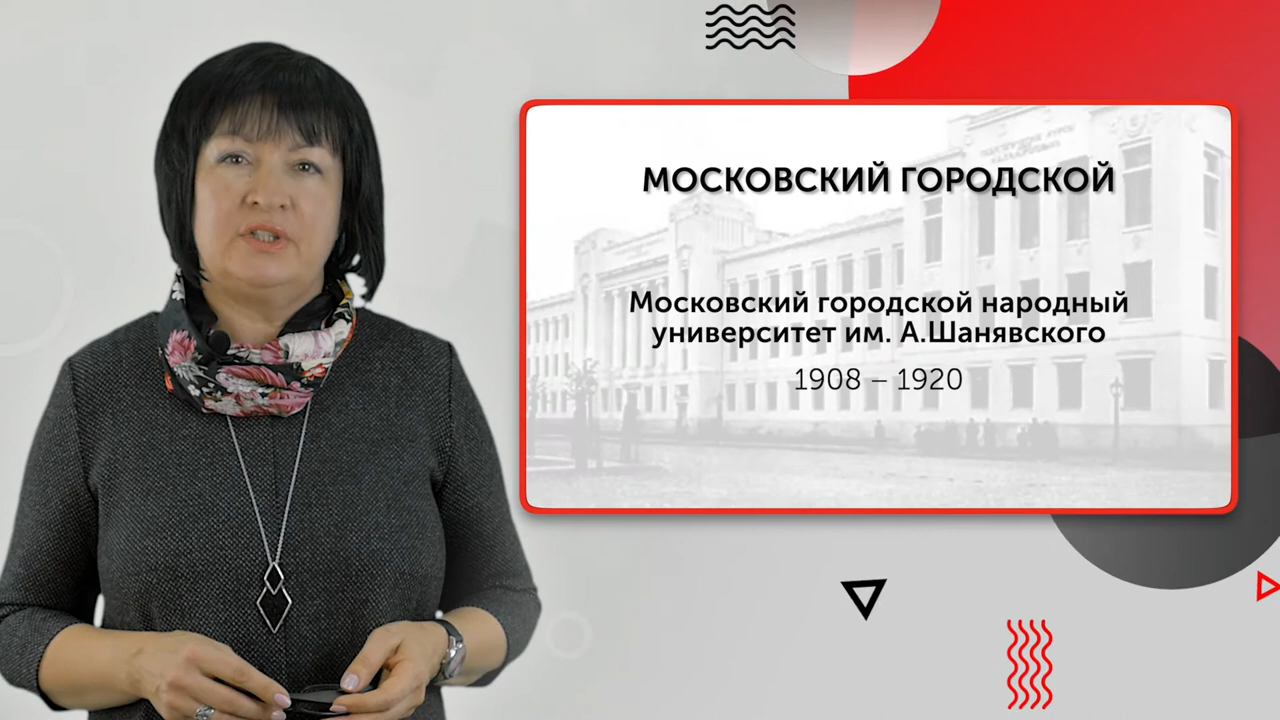 МОСКОВСКИЙ ГОРОДСКОЙ
Московский городской народный
университет им. А.Шанявского
1908 – 1920